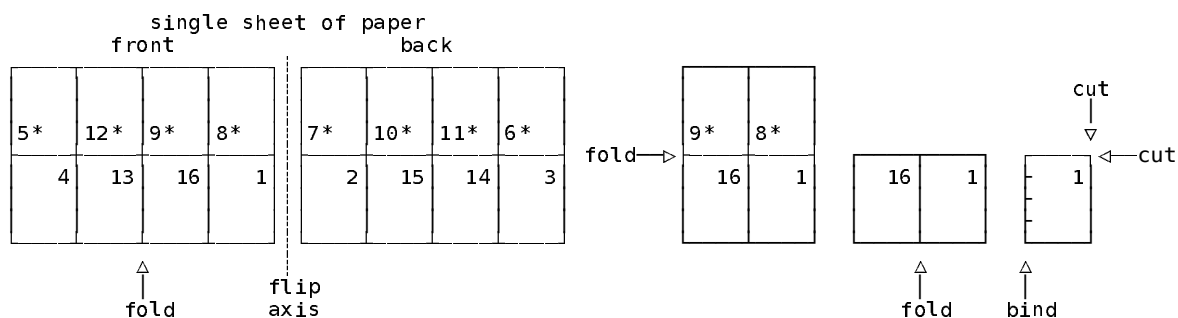 single sheet of paper
front back
cut
5* 12* 9* 8* 7* 10* 11* 6* 9* 8*
fold cut
4 13 16 1 2 15 14 3 16 1 16 1 1
flip
fold axis fold bind